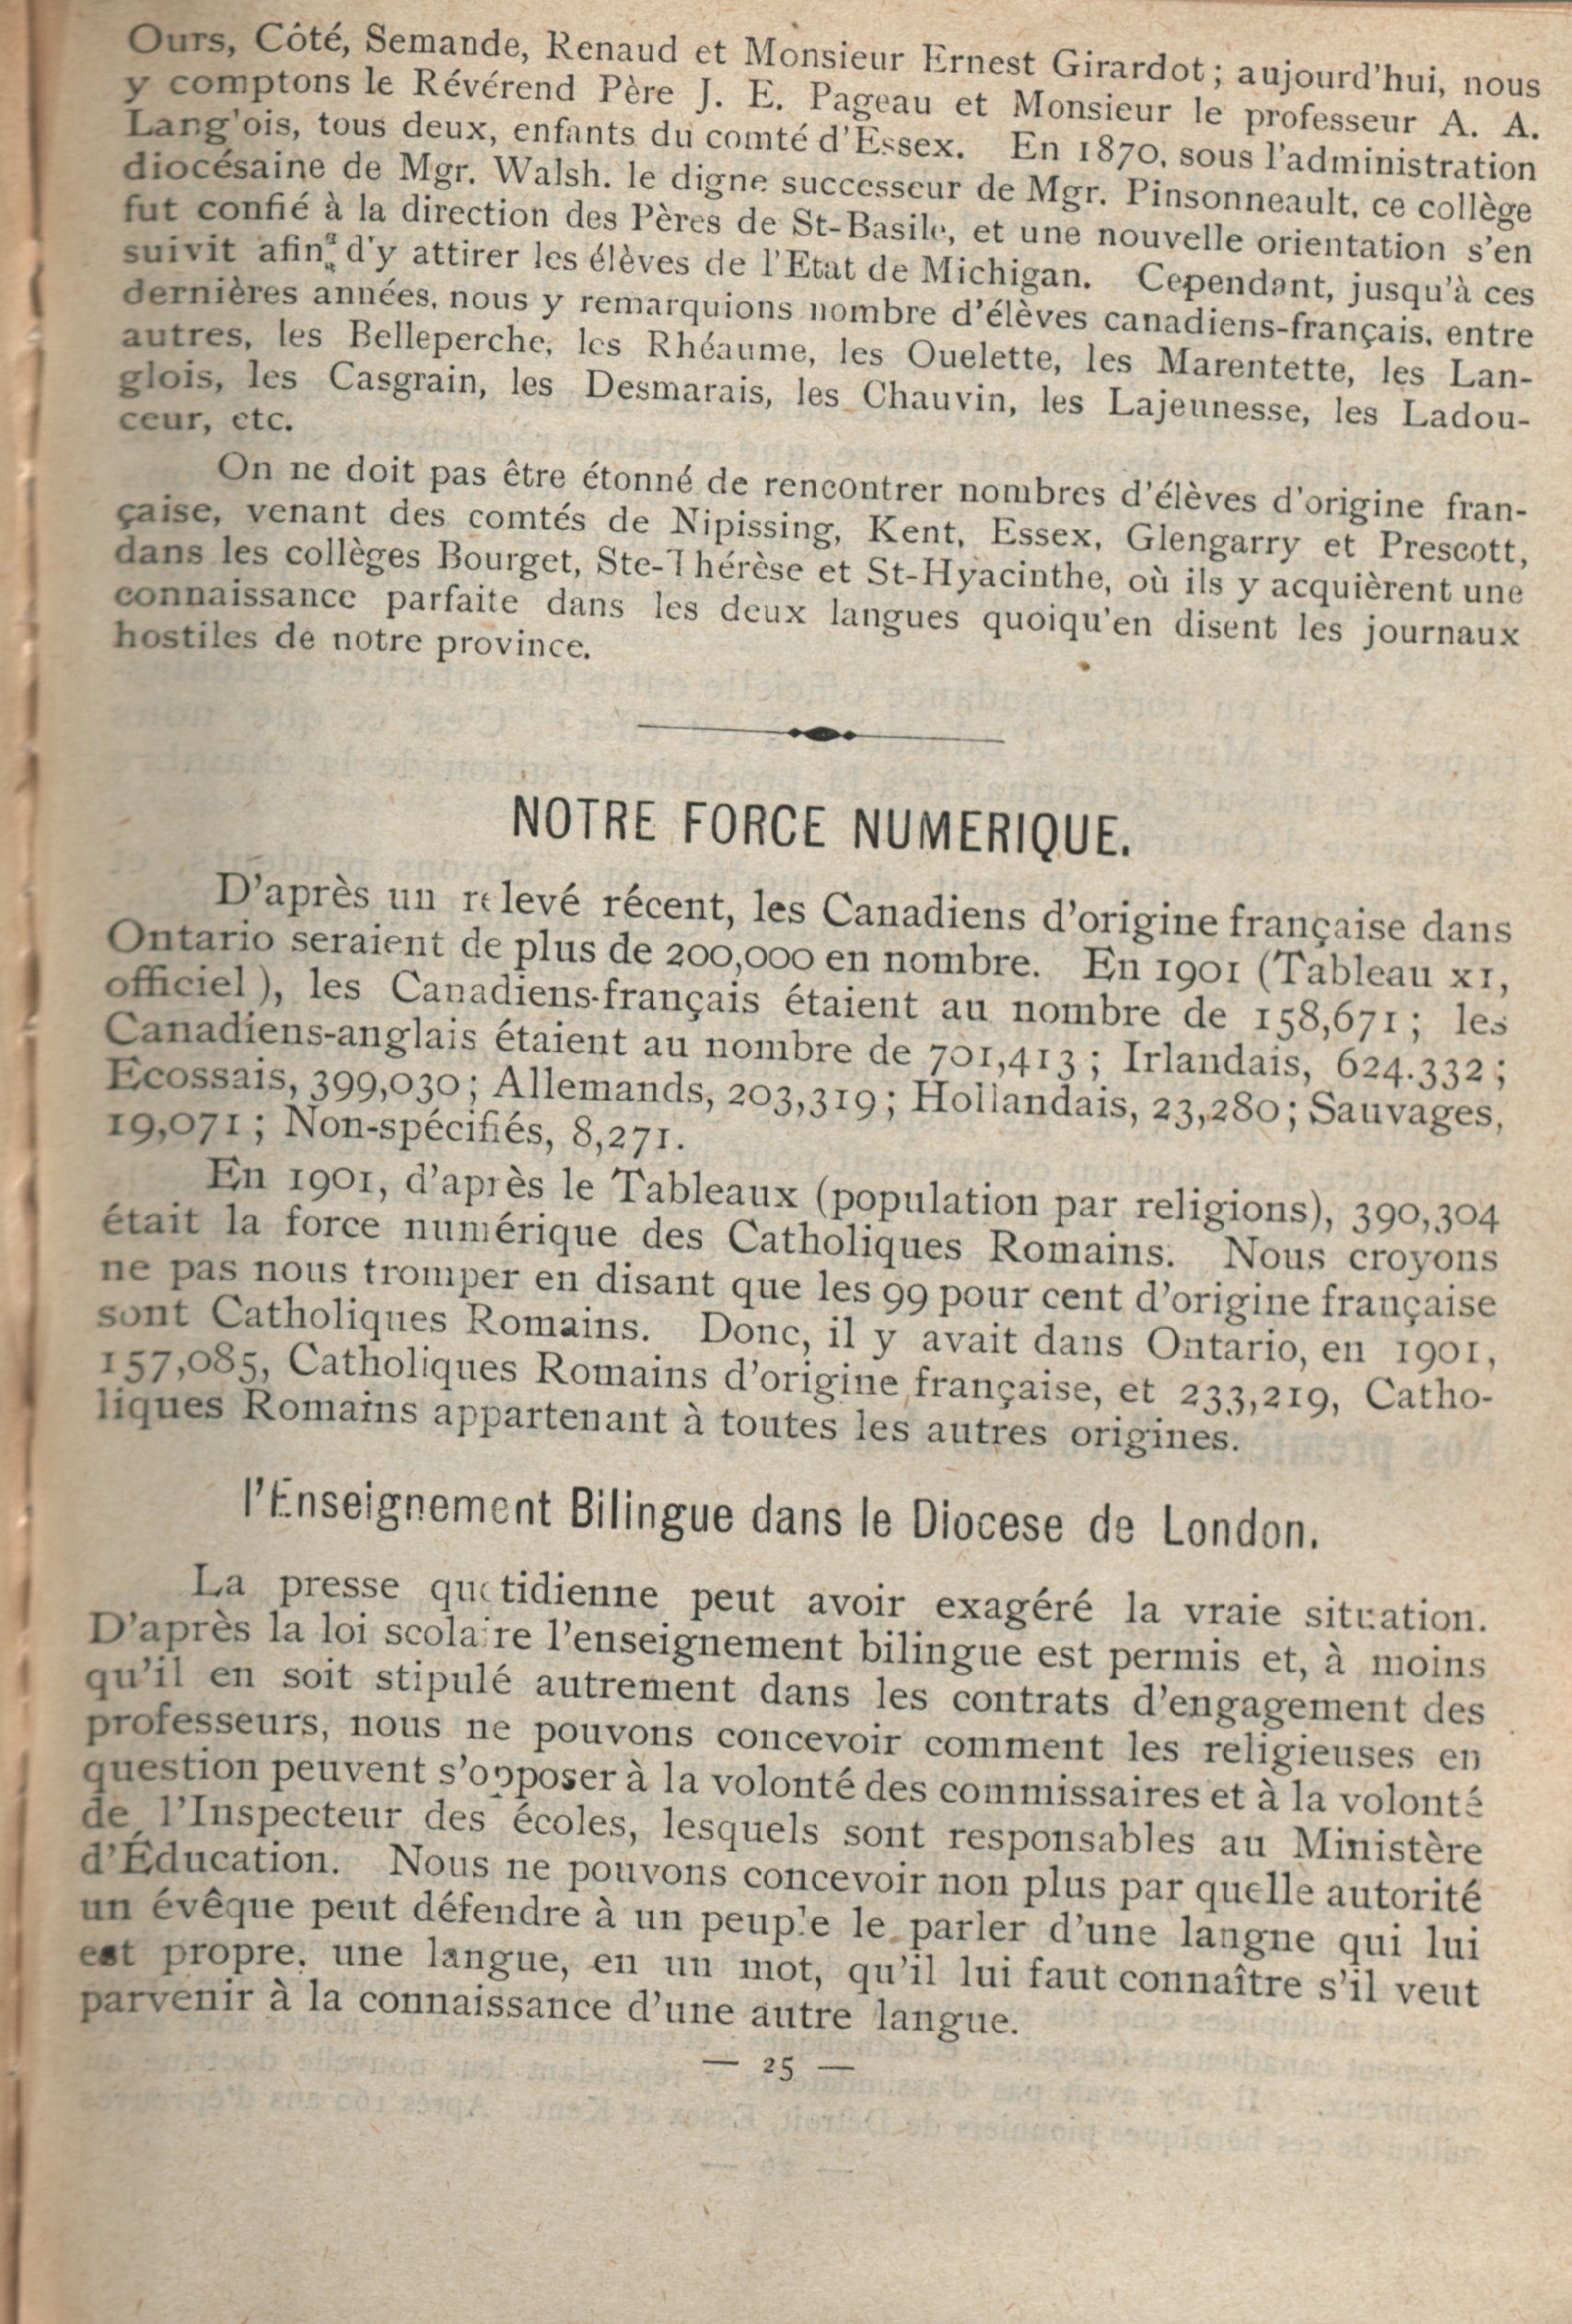 Ours, Côté, Semande, Renaud et Monsieur Ernest Girardot ; aujourd'hui, nous
y comptons le Révérend Père J. E. Pageau et Monsieur le professeur A. A.
Lang'ois, tous deux, enfants du comté d'Essex. En 1870, sous l'administration
diocésaine de Mgr. Walsh. le digne successeur de Mgr. Pinsonneault, ce collège
fut confié à la direction des Pères de St-Basile, et une nouvelle orientation s'en
suivit afin d'y attirer les élèves de l'Etat de Michigan. Cependant, jusqu'à ces
dernières années, nous y remarquions nombre d'élèves canadiens-français, entre
autres, les Belleperche, les Rhéaume, les Ouelette, les Marentette, les Lan-
glois, les Casgrain, les Desmarais, les Chauvin, les Lajeunesse, les Ladou-
ceur, etc.
On ne doit pas être étonné de rencontrer nombres d'élèves d'origine fran-
çaise, venant des comtés de Nipissing, Kent, Essex, Glengarry et Prescott,
dans les collèges Bourget, Ste-Thérèse et St-Hyacinthe, où ils y acquièrent une
connaissance parfaite dans les deux langues quoiqu'en disent les journaux
hostiles de notre province.
NOTRE FORCE NUMERIQUE.
D'après un relevé récent, les Canadiens d'origine française dans
Ontario seraient de plus de 200,000 en nombre. En 1901 (Tableau XI,
officiel ), les Canadiens-français étaient au nombre de 158,671 ; les
Canadiens-anglais étaient au nombre de 701,413 ; Irlandais, 624.332 ;
Ecossais, 399,030 ; Allemands, 203,319 ; Hollandais, 23,280 ; Sauvages,
19,071 ; Non-spécifiés, 8,271.
En 1901, d'après le Tableaux (population par religions), 390,304
était la force numérique des Catholiques Romains. Nous croyons
ne pas nous tromper en disant que les 99 pour cent d'origine française
sont Catholiques Romains. Donc, il y avait dans Ontario, en 1901,
157,085, Catholiques Romains d'origine française, et 233,219, Catho-
liques Romains appartenant à toutes les autres origines.
l'Enseignement Bilingue dans le Diocese de London.
La presse quotidienne peut avoir exagéré la vraie situation.
D'après la loi scolaire l'enseignement bilingue est permis et, à moins
qu'il en soit stipulé autrement dans les contrats d'engagement des
professeurs, nous ne pouvons concevoir comment les religieuses en
question peuvent s'opposer à la volonté des commissaires et à la volonté
de l'Inspecteur des écoles, lesquels sont responsables au Ministère
d'Éducation. Nous ne pouvons concevoir non plus par quelle autorité
un évêque peut défendre à un peuple le parler d'une langne qui lui
est propre, une langue, en un mot, qu'il lui faut connaître s'il veut
parvenir à la connaissance d'une autre langue.
— 25 —